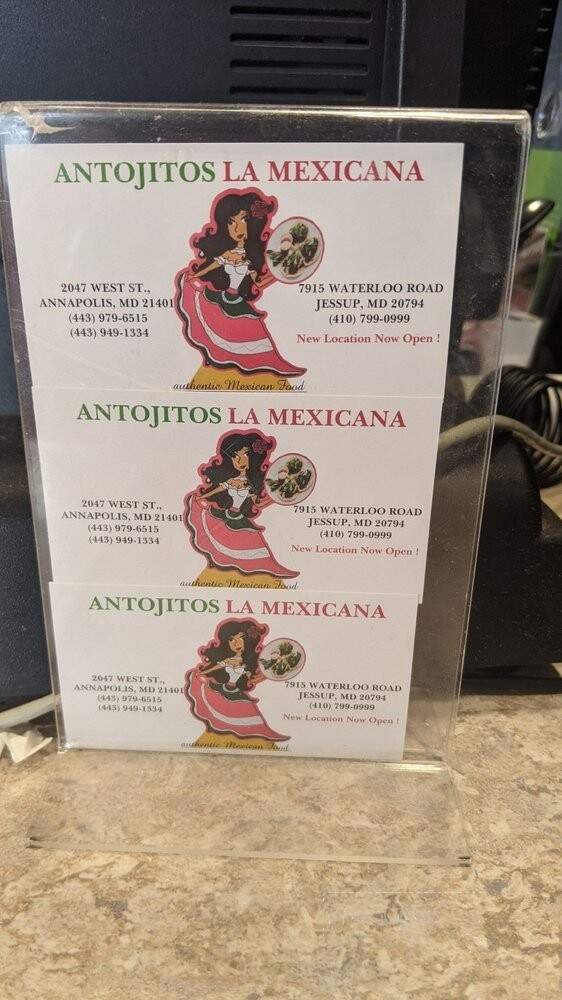 ANTOJITOS LA MEXICANA
2047 WEST ST.,
ANNAPOLIS, MD 21401
(443) 979-6515
(443) 949-1334
7915 WATERLOO ROAD
JESSUP, MD 20794
(410) 799-0999
New Location Now Open !
authentic Mexican Food
ANTOJITOS LA MEXICANA
2047 WEST ST.,
ANNAPOLIS, MD 21401
(443) 979-6515
(443) 949-1334
7915 WATERLOO ROAD
JESSUP, MD 20794
(410) 799-0999
New Location Now Open !
authentic Mexican Food
ANTOJITOS LA MEXICANA
2047 WEST ST.,
ANNAPOLIS, MD 21401
(443) 979-6515
(443) 949-1334
7915 WATERLOO ROAD
JESSUP, MD 20794
(410) 799-0999
New Location Now Open !
authentic Mexican Food